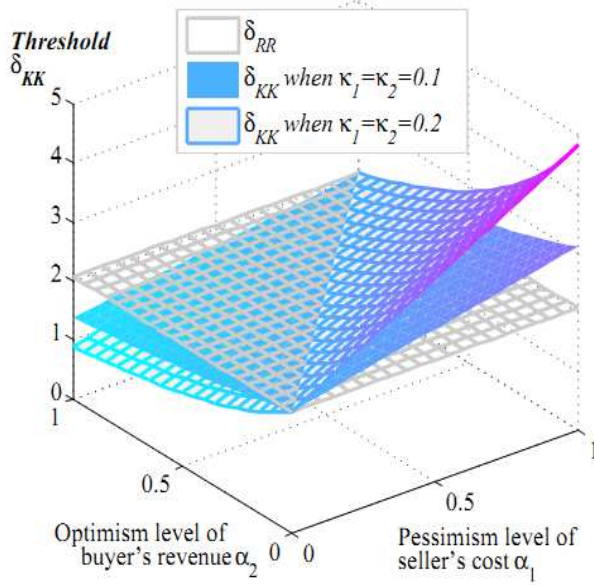 Threshold
δKK
δRR
δKK when κ1=κ2=0.1
δKK when κ1=κ2=0.2
5
4
3
2
1
0
1
0.5
0
0
0.5
1
Optimism level of
buyer's revenue α2
Pessimism level of
seller's cost α1